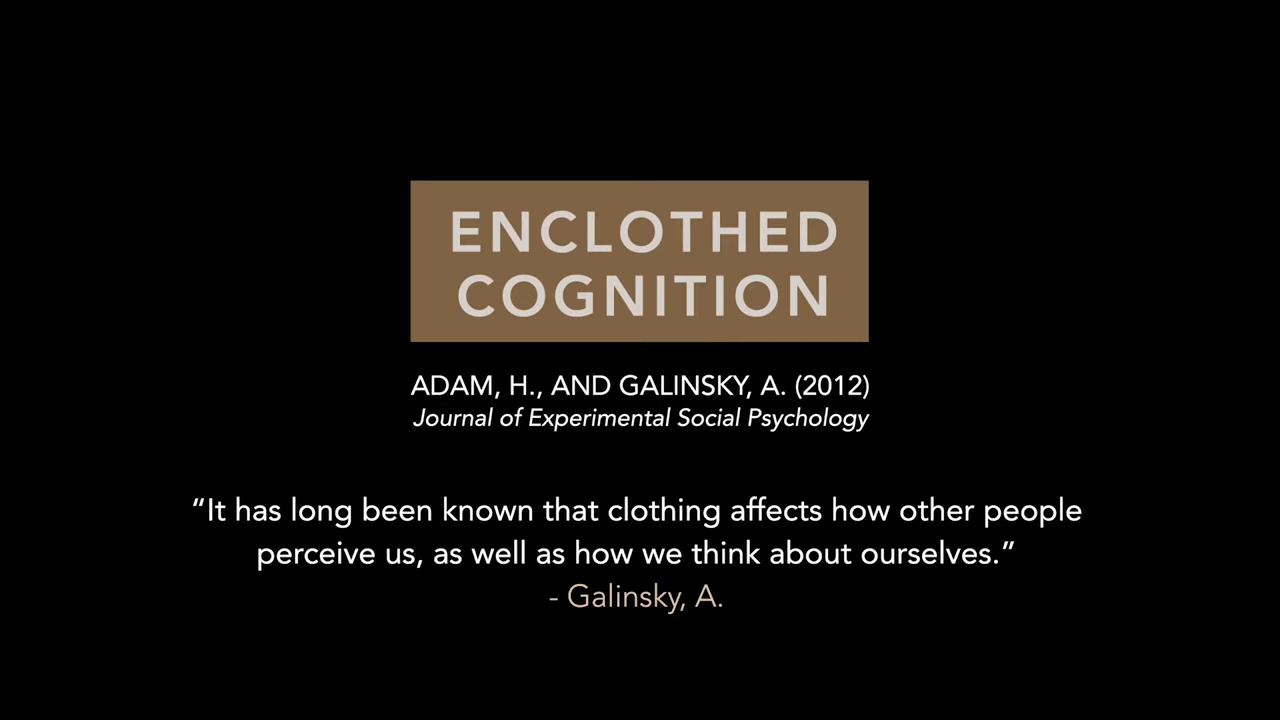 ENCLOTHED
COGNITION
ADAM, H., AND GALINSKY, A. (2012)
Journal of Experimental Social Psychology
“It has long been known that clothing affects how other people
perceive us, as well as how we think about ourselves.”
- Galinsky, A.